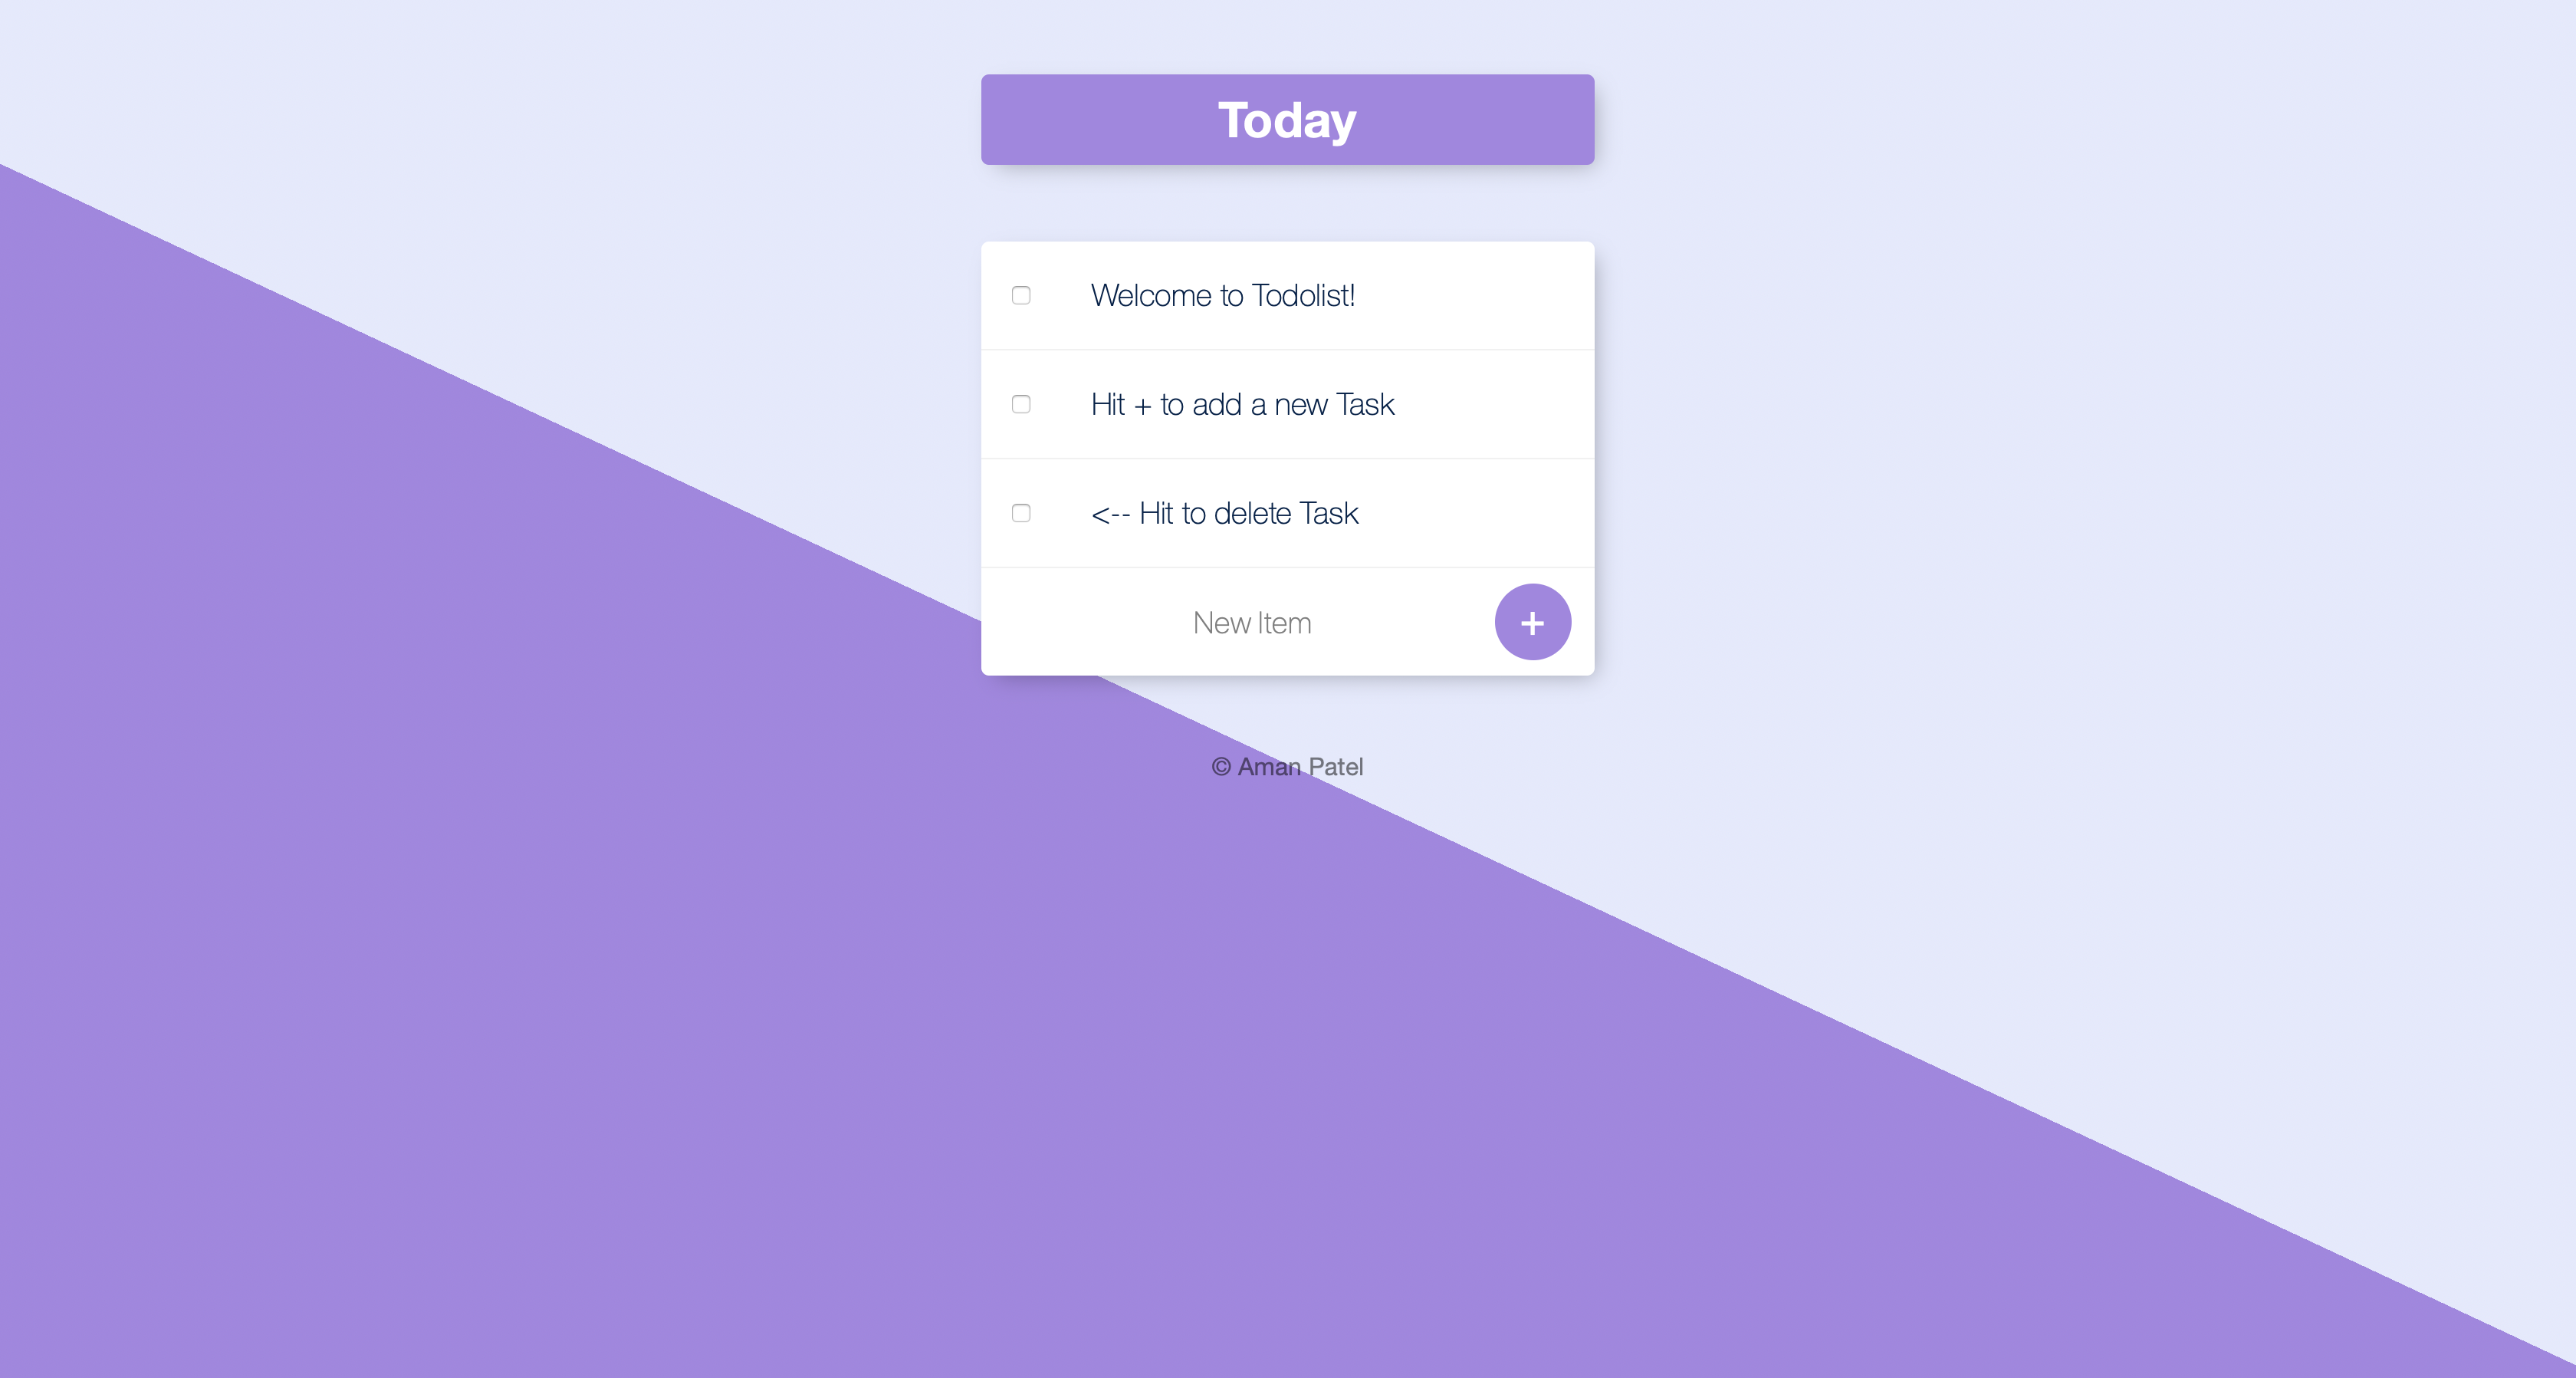 Today
Welcome to Todolist!
Hit + to add a new Task
<-- Hit to delete Task
New Item
+
© Aman Patel